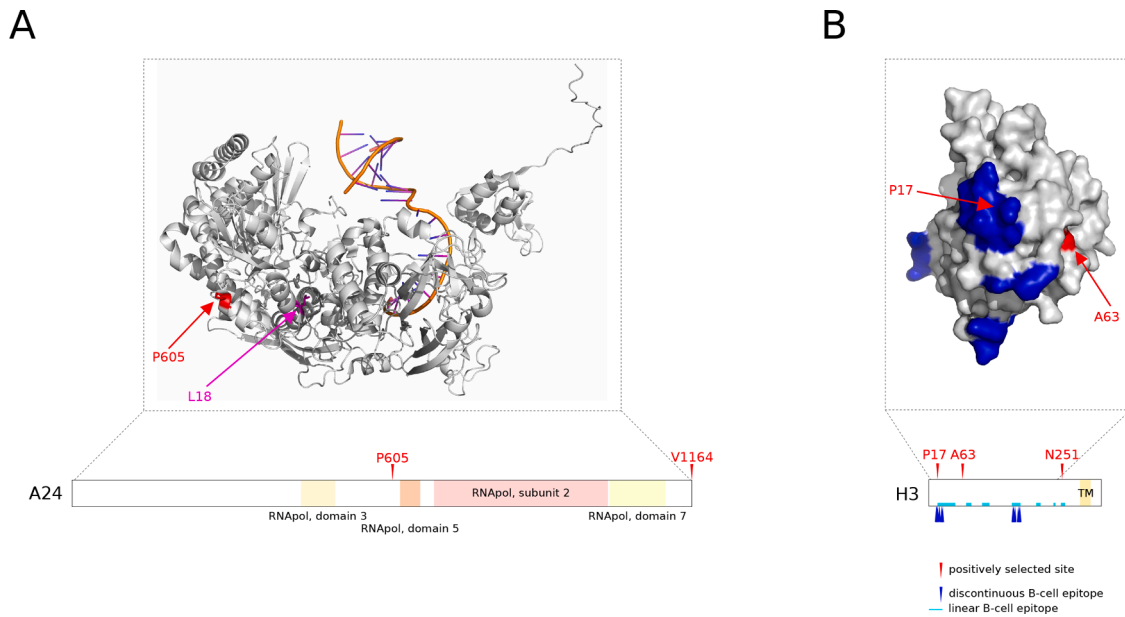 A
B
P17
A63
P605
L18
P605
V1164
A24
RNApol, subunit 2
RNApol, domain 3
RNApol, domain 7
RNApol, domain 5
P17 A63
N251
H3
TM
positively selected site
discontinuous B-cell epitope
linear B-cell epitope